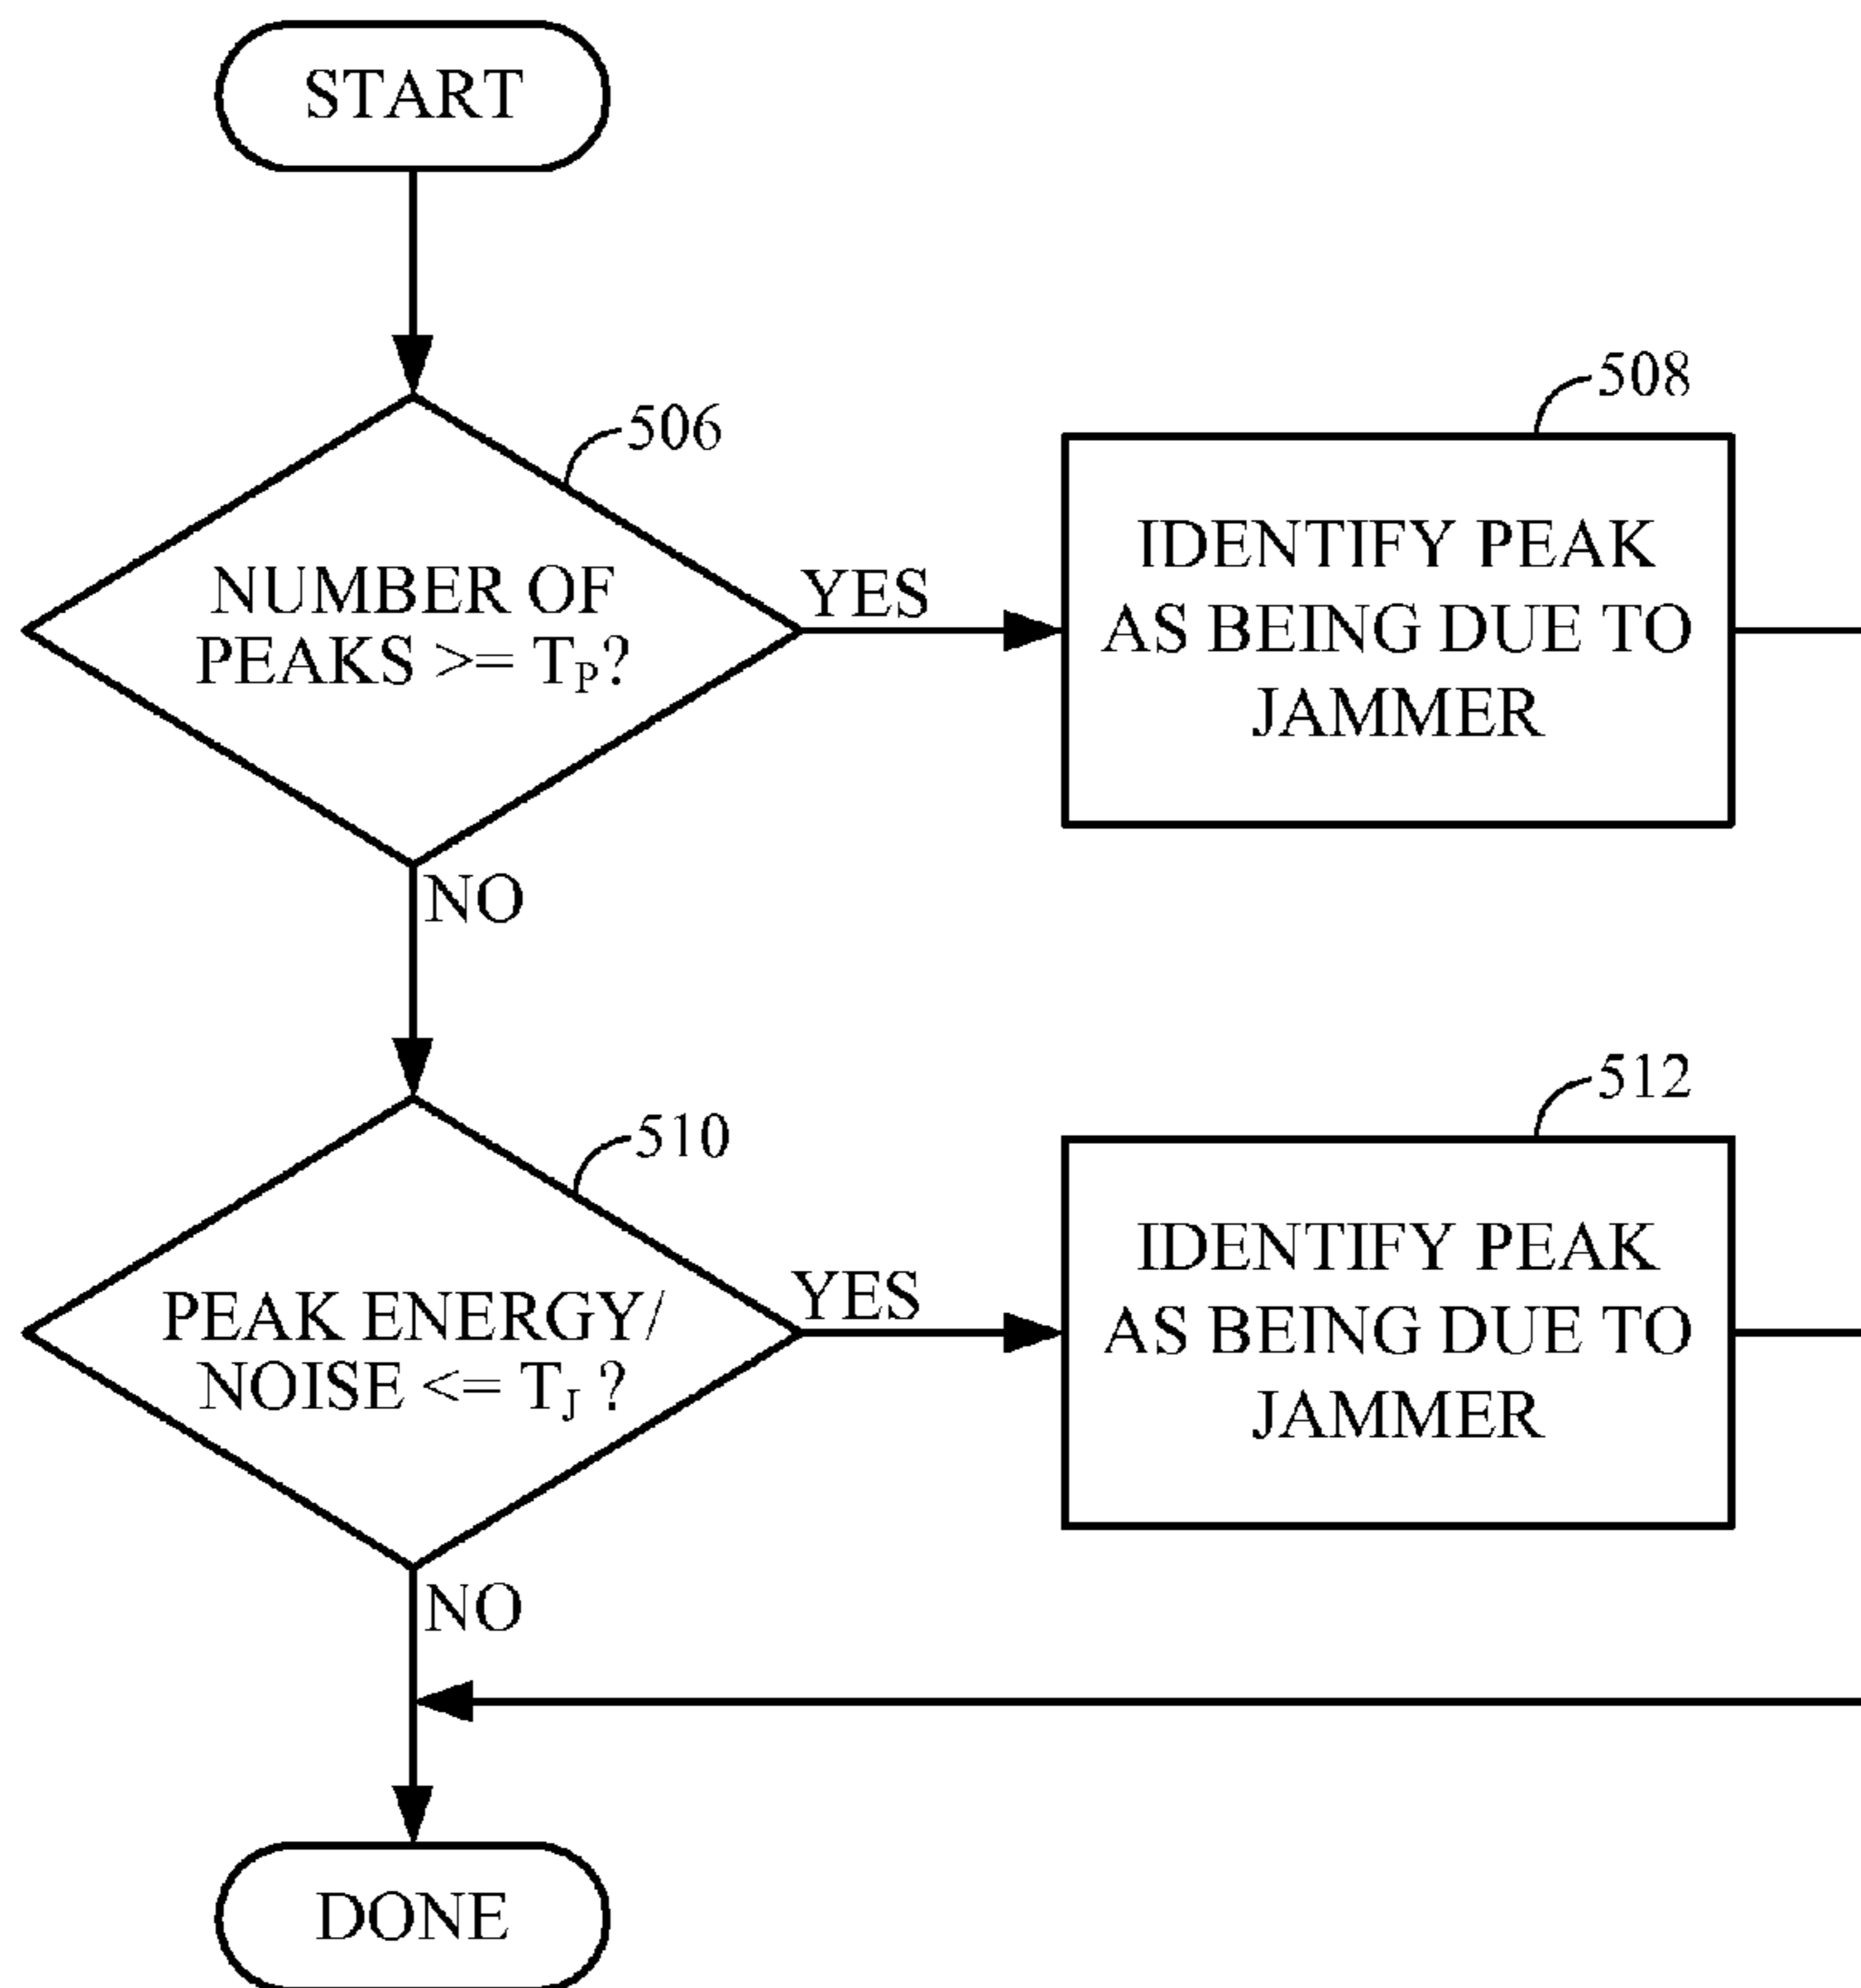 START
506
NUMBER OF
PEAKS >= TP?
YES
508
IDENTIFY PEAK
AS BEING DUE TO
JAMMER
NO
510
PEAK ENERGY/
NOISE <= TJ ?
YES
512
IDENTIFY PEAK
AS BEING DUE TO
JAMMER
NO
DONE